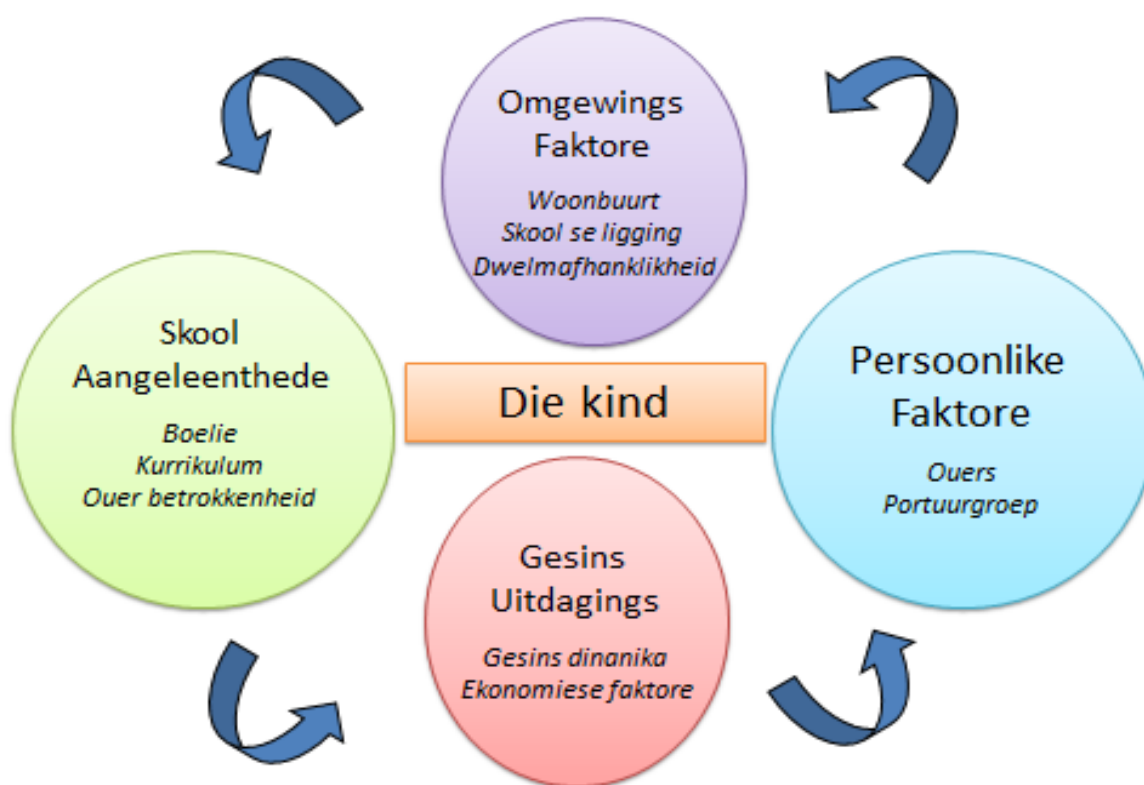 Omgewings
Faktore
Woonbuurt
Skool se ligging
Dwelmafhanklikheid
Skool
Aangeleenthede
Boelie
Kurrikulum
Ouer betrokkenheid
Die kind
Persoonlike
Faktore
Ouers
Portuurgroep
Gesins
Uitdagings
Gesins dinanika
Ekonomiese faktore